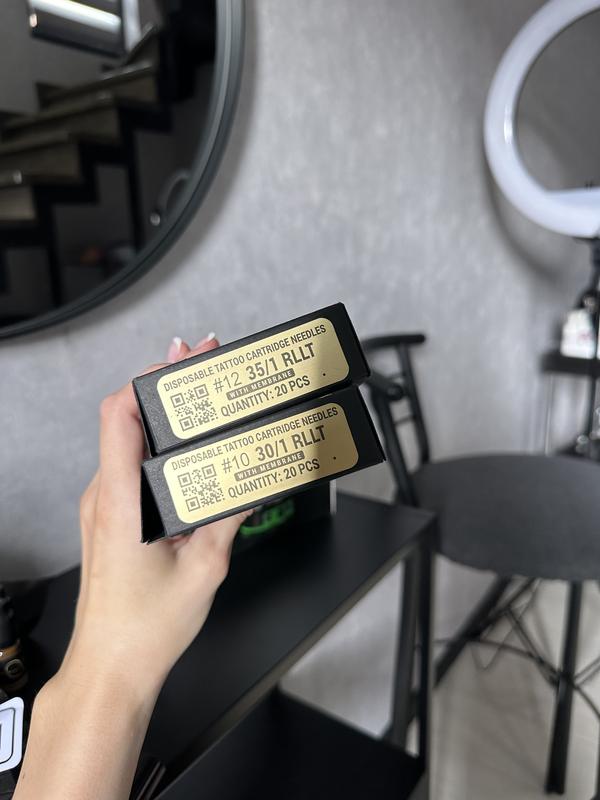 DISPOSABLE TATTOO CARTRIDGE NEEDLES
#12 35/1 RLLT
WITH MEMBRANE
QUANTITY: 20 PCS
DISPOSABLE TATTOO CARTRIDGE NEEDLES
#10 30/1 RLLT
WITH MEMBRANE
QUANTITY: 20 PCS